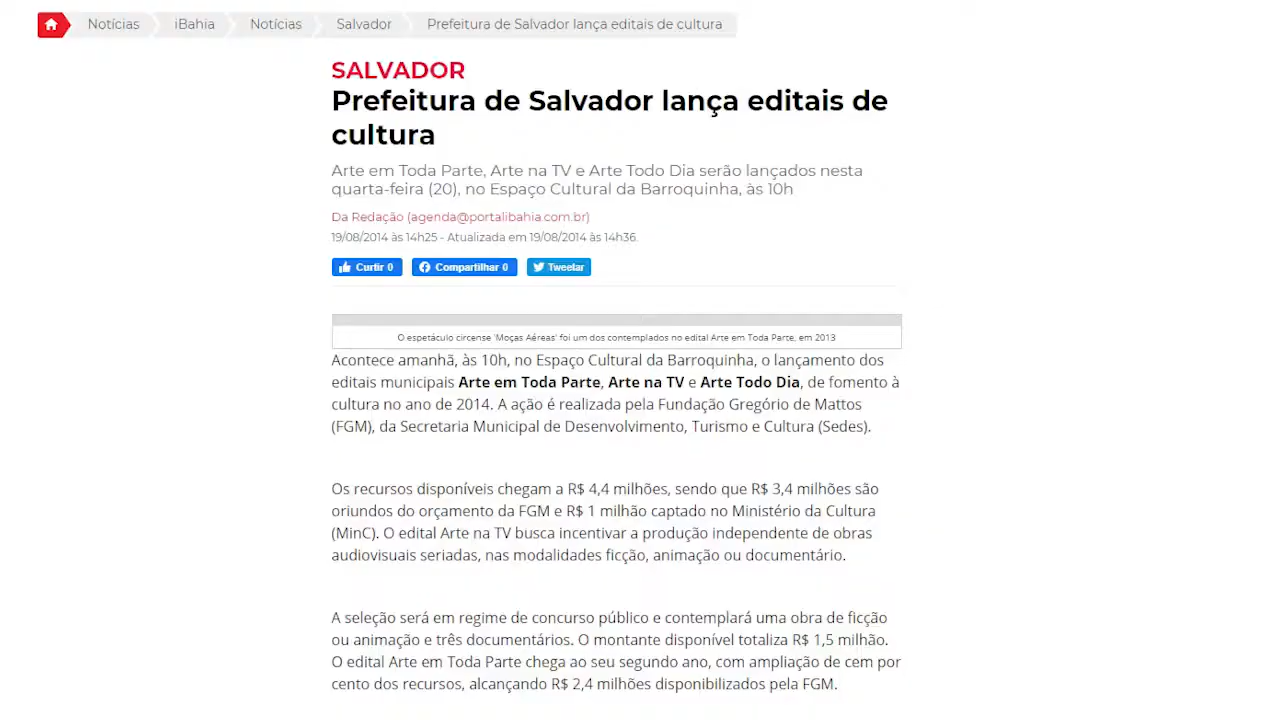 Notícias iBahia Notícias Salvador Prefeitura de Salvador lança editais de cultura
SALVADOR
Prefeitura de Salvador lança editais de
cultura
Arte em Toda Parte, Arte na TV e Arte Todo Dia serão lançados nesta
quarta-feira (20), no Espaço Cultural da Barroquinha, às 10h
Da Redação (agenda@portalibahia.com.br)
19/08/2014 às 14h25 - Atualizada em 19/08/2014 às 14h36.
Curtir 0 Compartilhar 0 Tweetar
O espetáculo circense 'Moças Aéreas' foi um dos contemplados no edital Arte em Toda Parte, em 2013
Acontece amanhã, às 10h, no Espaço Cultural da Barroquinha, o lançamento dos
editais municipais Arte em Toda Parte, Arte na TV e Arte Todo Dia, de fomento à
cultura no ano de 2014. A ação é realizada pela Fundação Gregório de Mattos
(FGM), da Secretaria Municipal de Desenvolvimento, Turismo e Cultura (Sedes).
Os recursos disponíveis chegam a R$ 4,4 milhões, sendo que R$ 3,4 milhões são
oriundos do orçamento da FGM e R$ 1 milhão captado no Ministério da Cultura
(MinC). O edital Arte na TV busca incentivar a produção independente de obras
audiovisuais seriadas, nas modalidades ficção, animação ou documentário.
A seleção será em regime de concurso público e contemplará uma obra de ficção
ou animação e três documentários. O montante disponível totaliza R$ 1,5 milhão.
O edital Arte em Toda Parte chega ao seu segundo ano, com ampliação de cem por
cento dos recursos, alcançando R$ 2,4 milhões disponibilizados pela FGM.